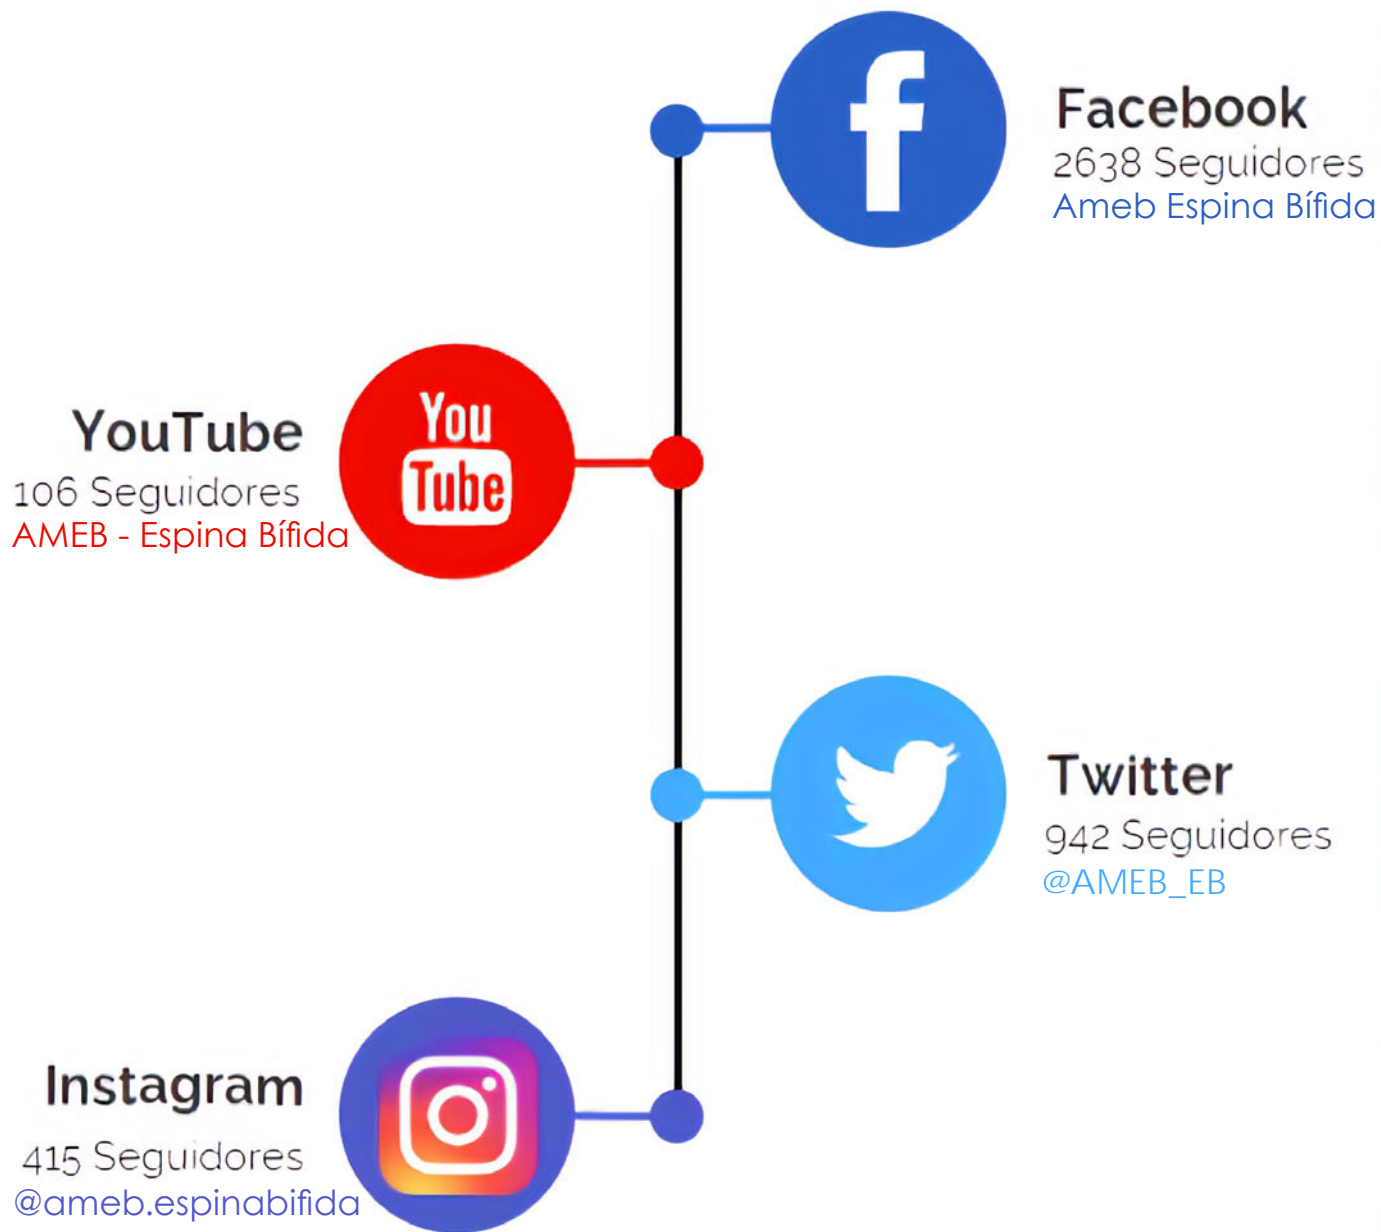 Facebook
2638 Seguidores
Ameb Espina Bífida
You
Tube
YouTube
106 Seguidores
AMEB - Espina Bífida
Twitter
942 Seguidores
@AMEB_EB
Instagram
415 Seguidores
@ameb.espinabifida